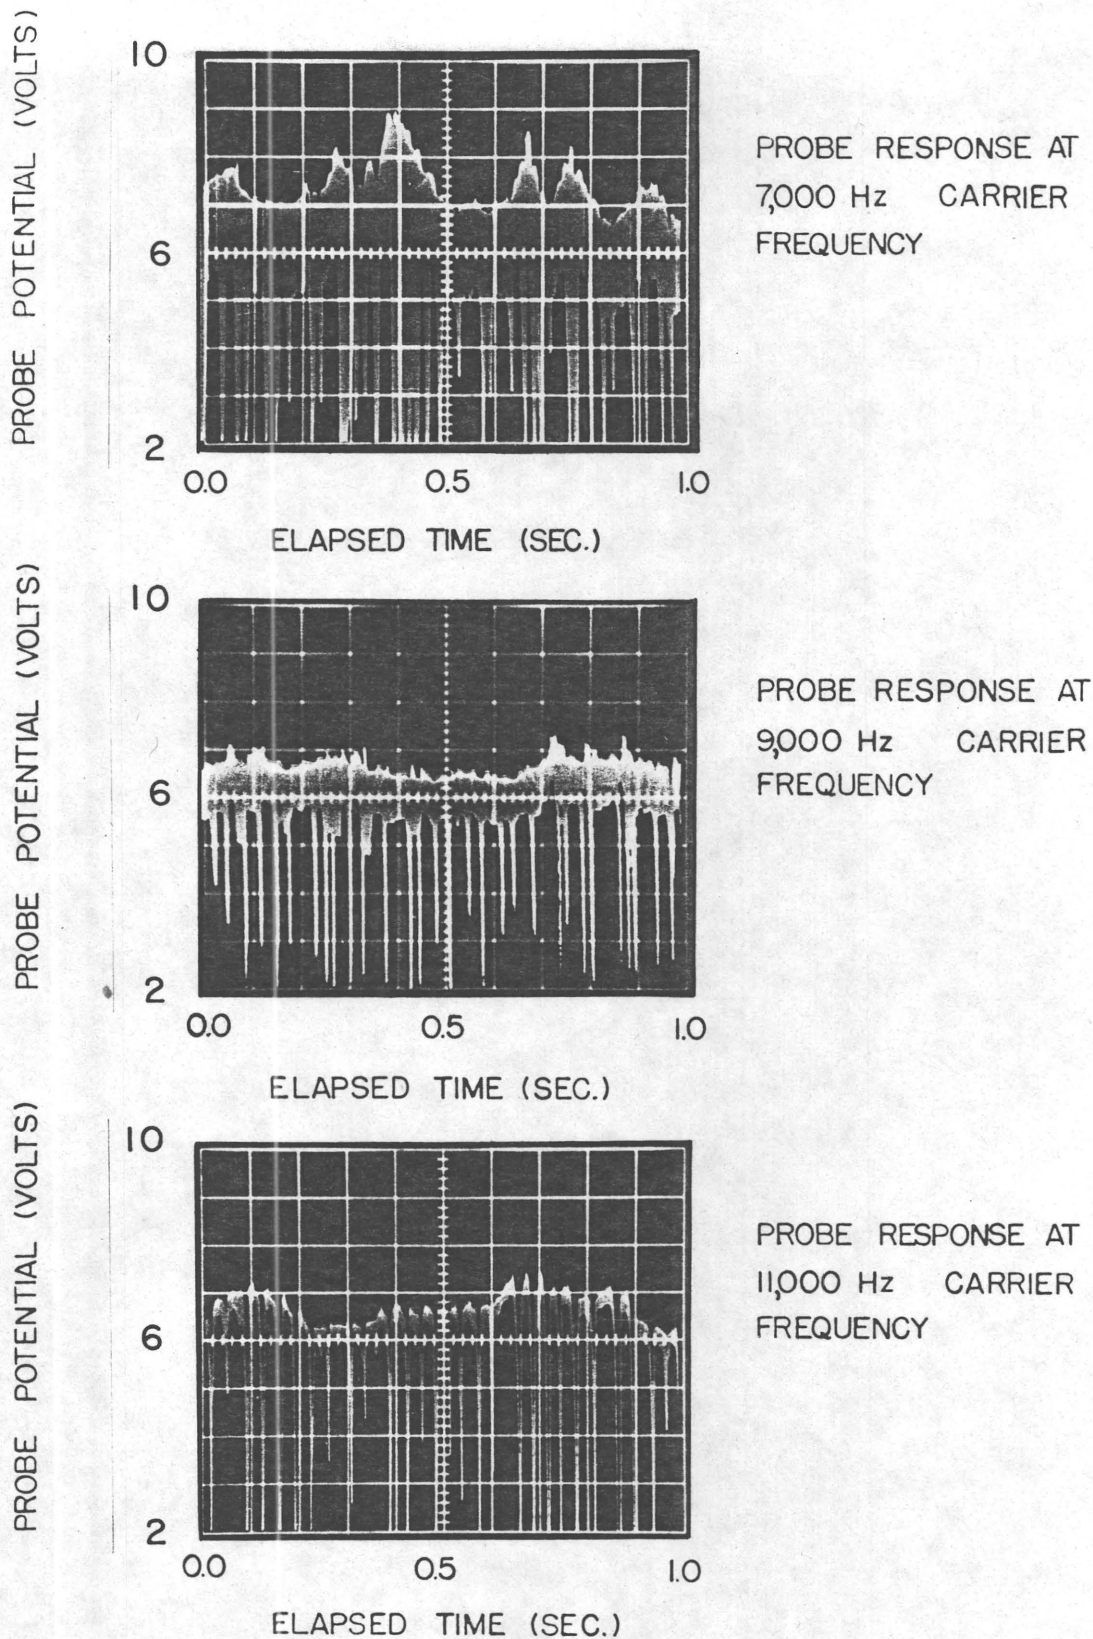 PROBE POTENTIAL (VOLTS)
10
6
2
0.0 0.5 1.0
ELAPSED TIME (SEC.)
PROBE RESPONSE AT
7,000 Hz CARRIER
FREQUENCY
PROBE POTENTIAL (VOLTS)
10
6
2
0.0 0.5 1.0
ELAPSED TIME (SEC.)
PROBE RESPONSE AT
9,000 Hz CARRIER
FREQUENCY
PROBE POTENTIAL (VOLTS)
10
6
2
0.0 0.5 1.0
ELAPSED TIME (SEC.)
PROBE RESPONSE AT
11,000 Hz CARRIER
FREQUENCY